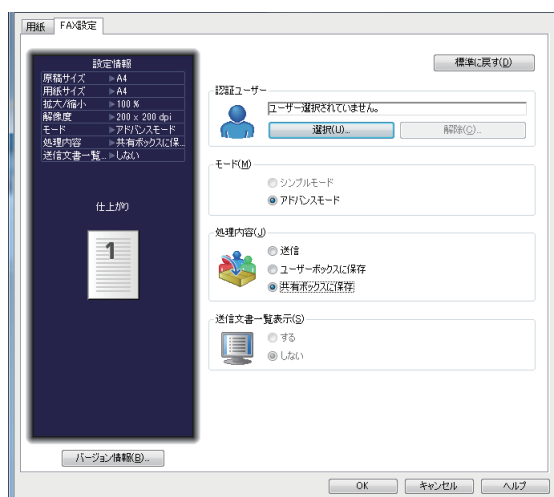 用紙 FAX設定
設定情報
原稿サイズ ▶A4
用紙サイズ ▶A4
拡大/縮小 ▶100 %
解像度 ▶200 x 200 dpi
モード ▶アドバンスモード
処理内容 ▶共有ボックスに保...
送信文書一覧... ▶しない
仕上がり
1
バージョン情報(B)...
標準に戻す(D)
認証ユーザー
ユーザー選択されていません。
選択(U)... 解除(C)...
モード(M)
シンプルモード
アドバンスモード
処理内容(J)
送信
ユーザーボックスに保存
共有ボックスに保存
送信文書一覧表示(S)
する
しない
OK キャンセル ヘルプ